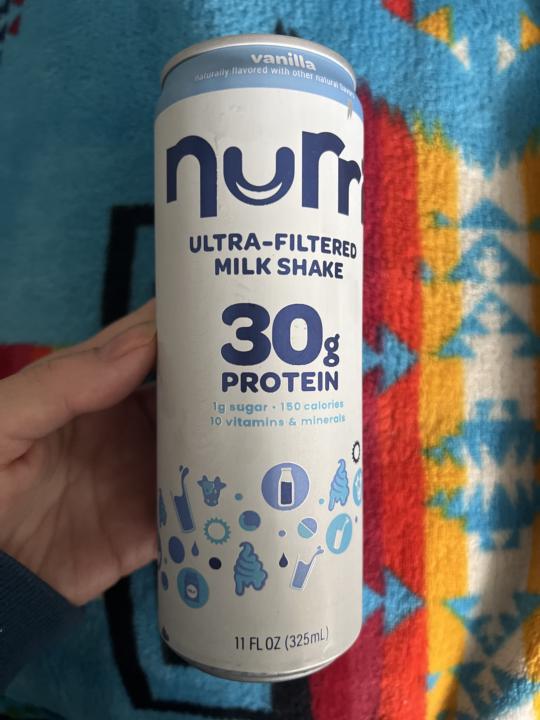 vanilla
naturally flavored with other natural flavors
nurri
ULTRA-FILTERED
MILK SHAKE
30g
PROTEIN
1g sugar • 150 calories
10 vitamins & minerals
11 FL OZ (325mL)